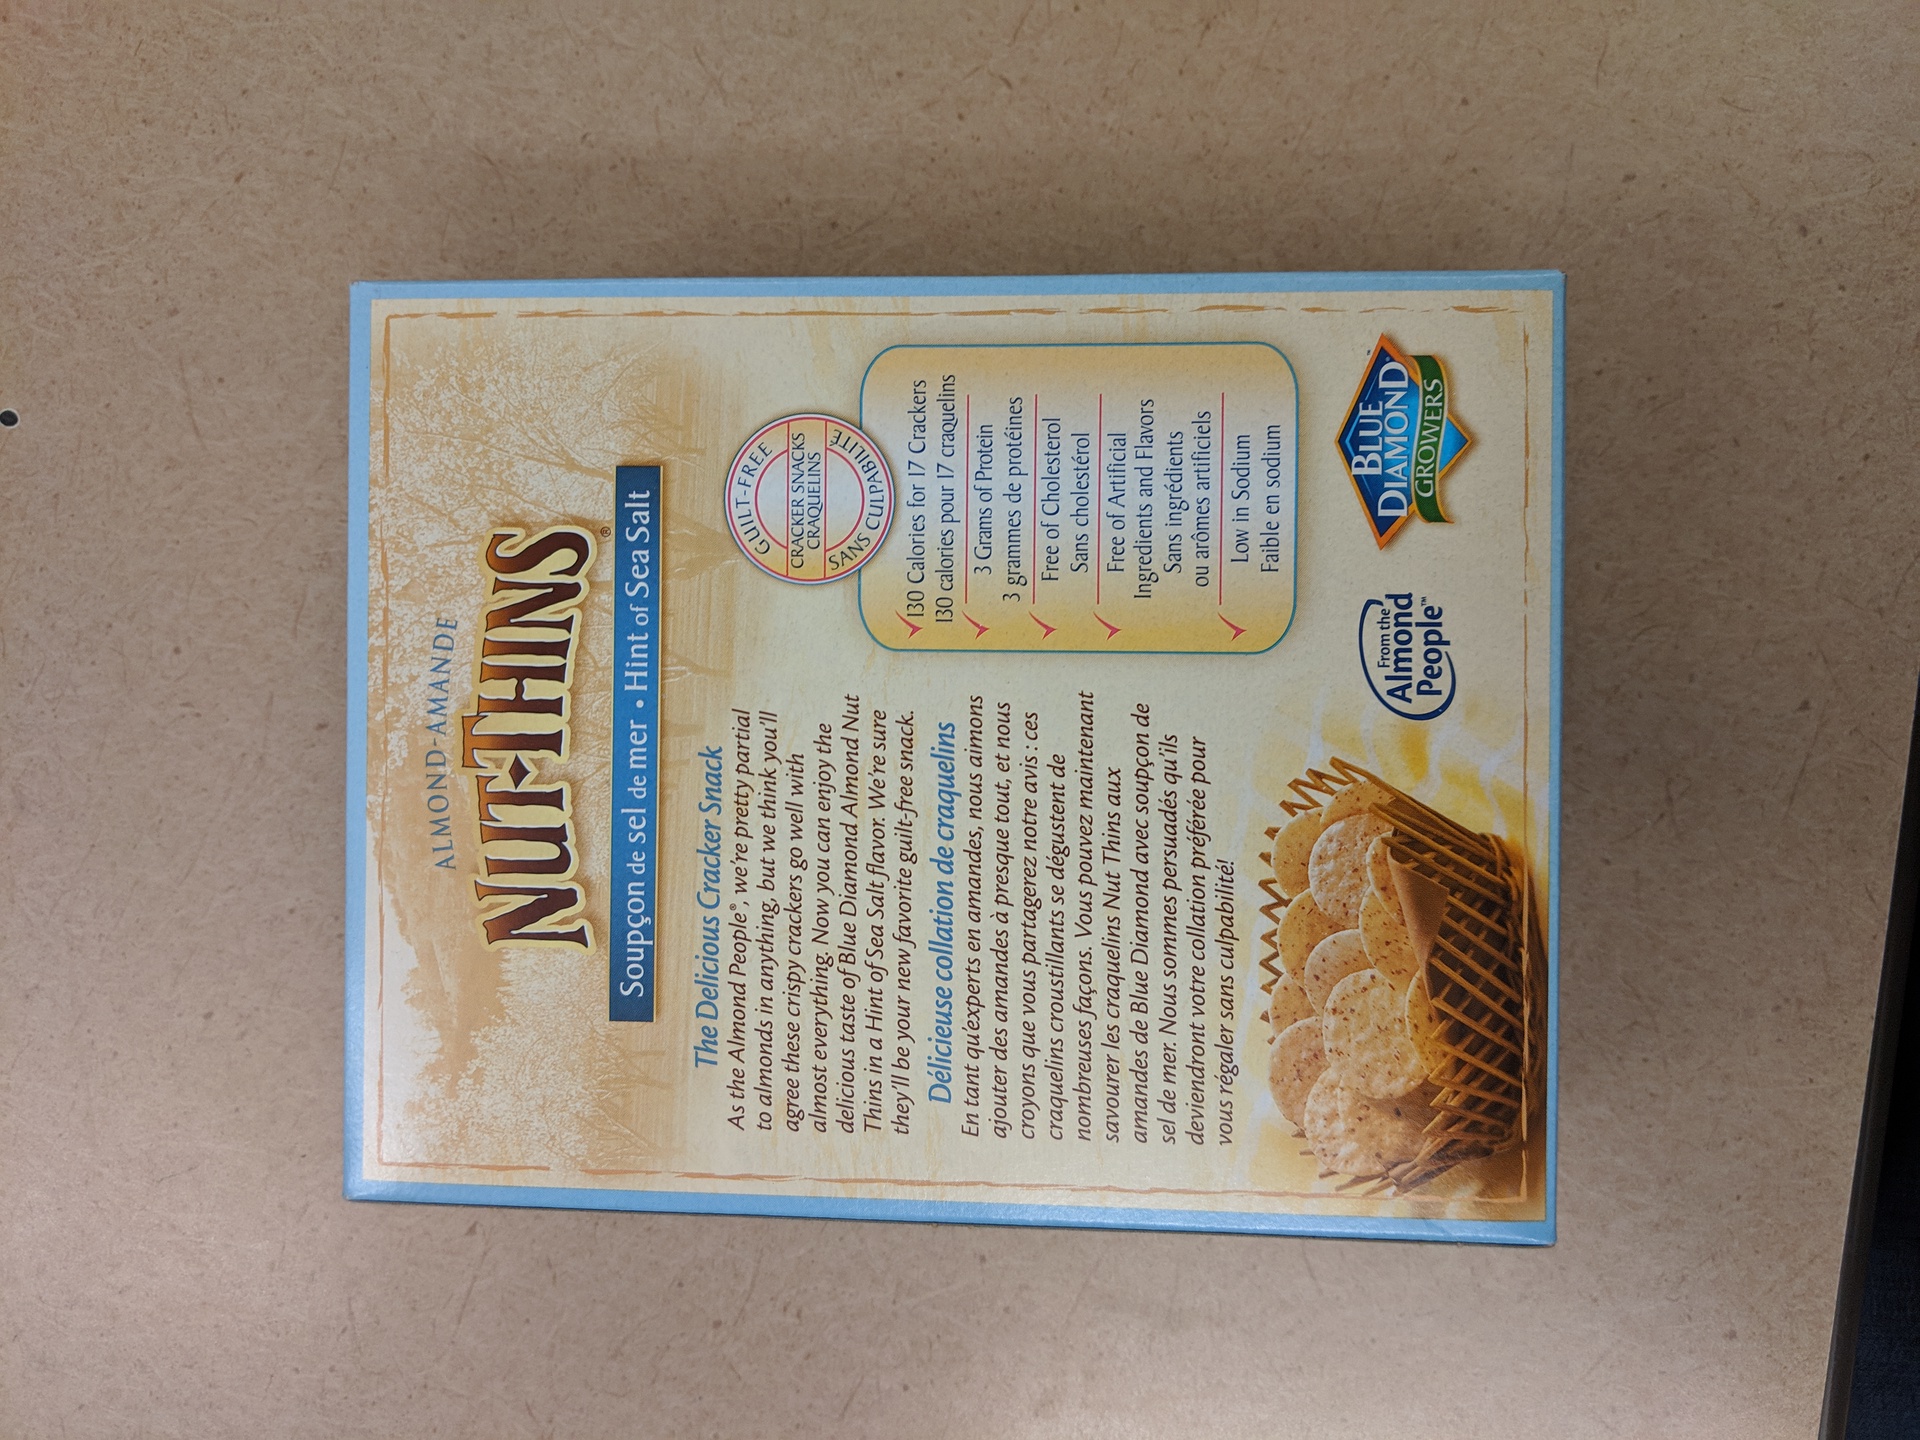 ALMOND-AMANDE
NUT-THINS®
Soupçon de sel de mer • Hint of Sea Salt
The Delicious Cracker Snack
As the Almond People®, we're pretty partial
to almonds in anything, but we think you'll
agree these crispy crackers go well with
almost everything. Now you can enjoy the
delicious taste of Blue Diamond Almond Nut
Thins in a Hint of Sea Salt flavor. We're sure
they'll be your new favorite guilt-free snack.
Délicieuse collation de craquelins
En tant qu'experts en amandes, nous aimons
ajouter des amandes à presque tout, et nous
croyons que vous partagerez notre avis : ces
craquelins croustillants se dégustent de
nombreuses façons. Vous pouvez maintenant
savourer les craquelins Nut Thins aux
amandes de Blue Diamond avec soupçon de
sel de mer. Nous sommes persuadés qu'ils
deviendront votre collation préférée pour
vous régaler sans culpabilité!
GUILT-FREE
CRACKER SNACKS
CRAQUELINS
SANS CULPABILITÉ
130 Calories for 17 Crackers
130 calories pour 17 craquelins
3 Grams of Protein
3 grammes de protéines
Free of Cholesterol
Sans cholestérol
Free of Artificial
Ingredients and Flavors
Sans ingrédients
ou arômes artificiels
Low in Sodium
Faible en sodium
From the
Almond
People™
BLUE
DIAMOND®
GROWERS
™